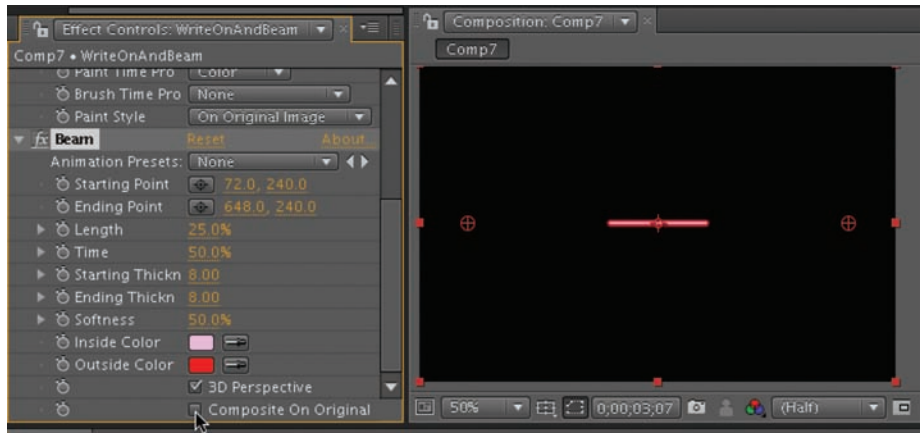 Effect Controls: WriteOnAndBeam
Comp7 • WriteOnAndBeam
Paint Time Pro Color
Brush Time Pro None
Paint Style On Original Image
fx Beam Reset About...
Animation Presets: None
Starting Point 72.0, 240.0
Ending Point 648.0, 240.0
Length 25.0%
Time 50.0%
Starting Thickn 8.00
Ending Thickn 8.00
Softness 50.0%
Inside Color
Outside Color
3D Perspective
Composite On Original
Composition: Comp7
Comp7
50% 0;00;03;07 (Half)